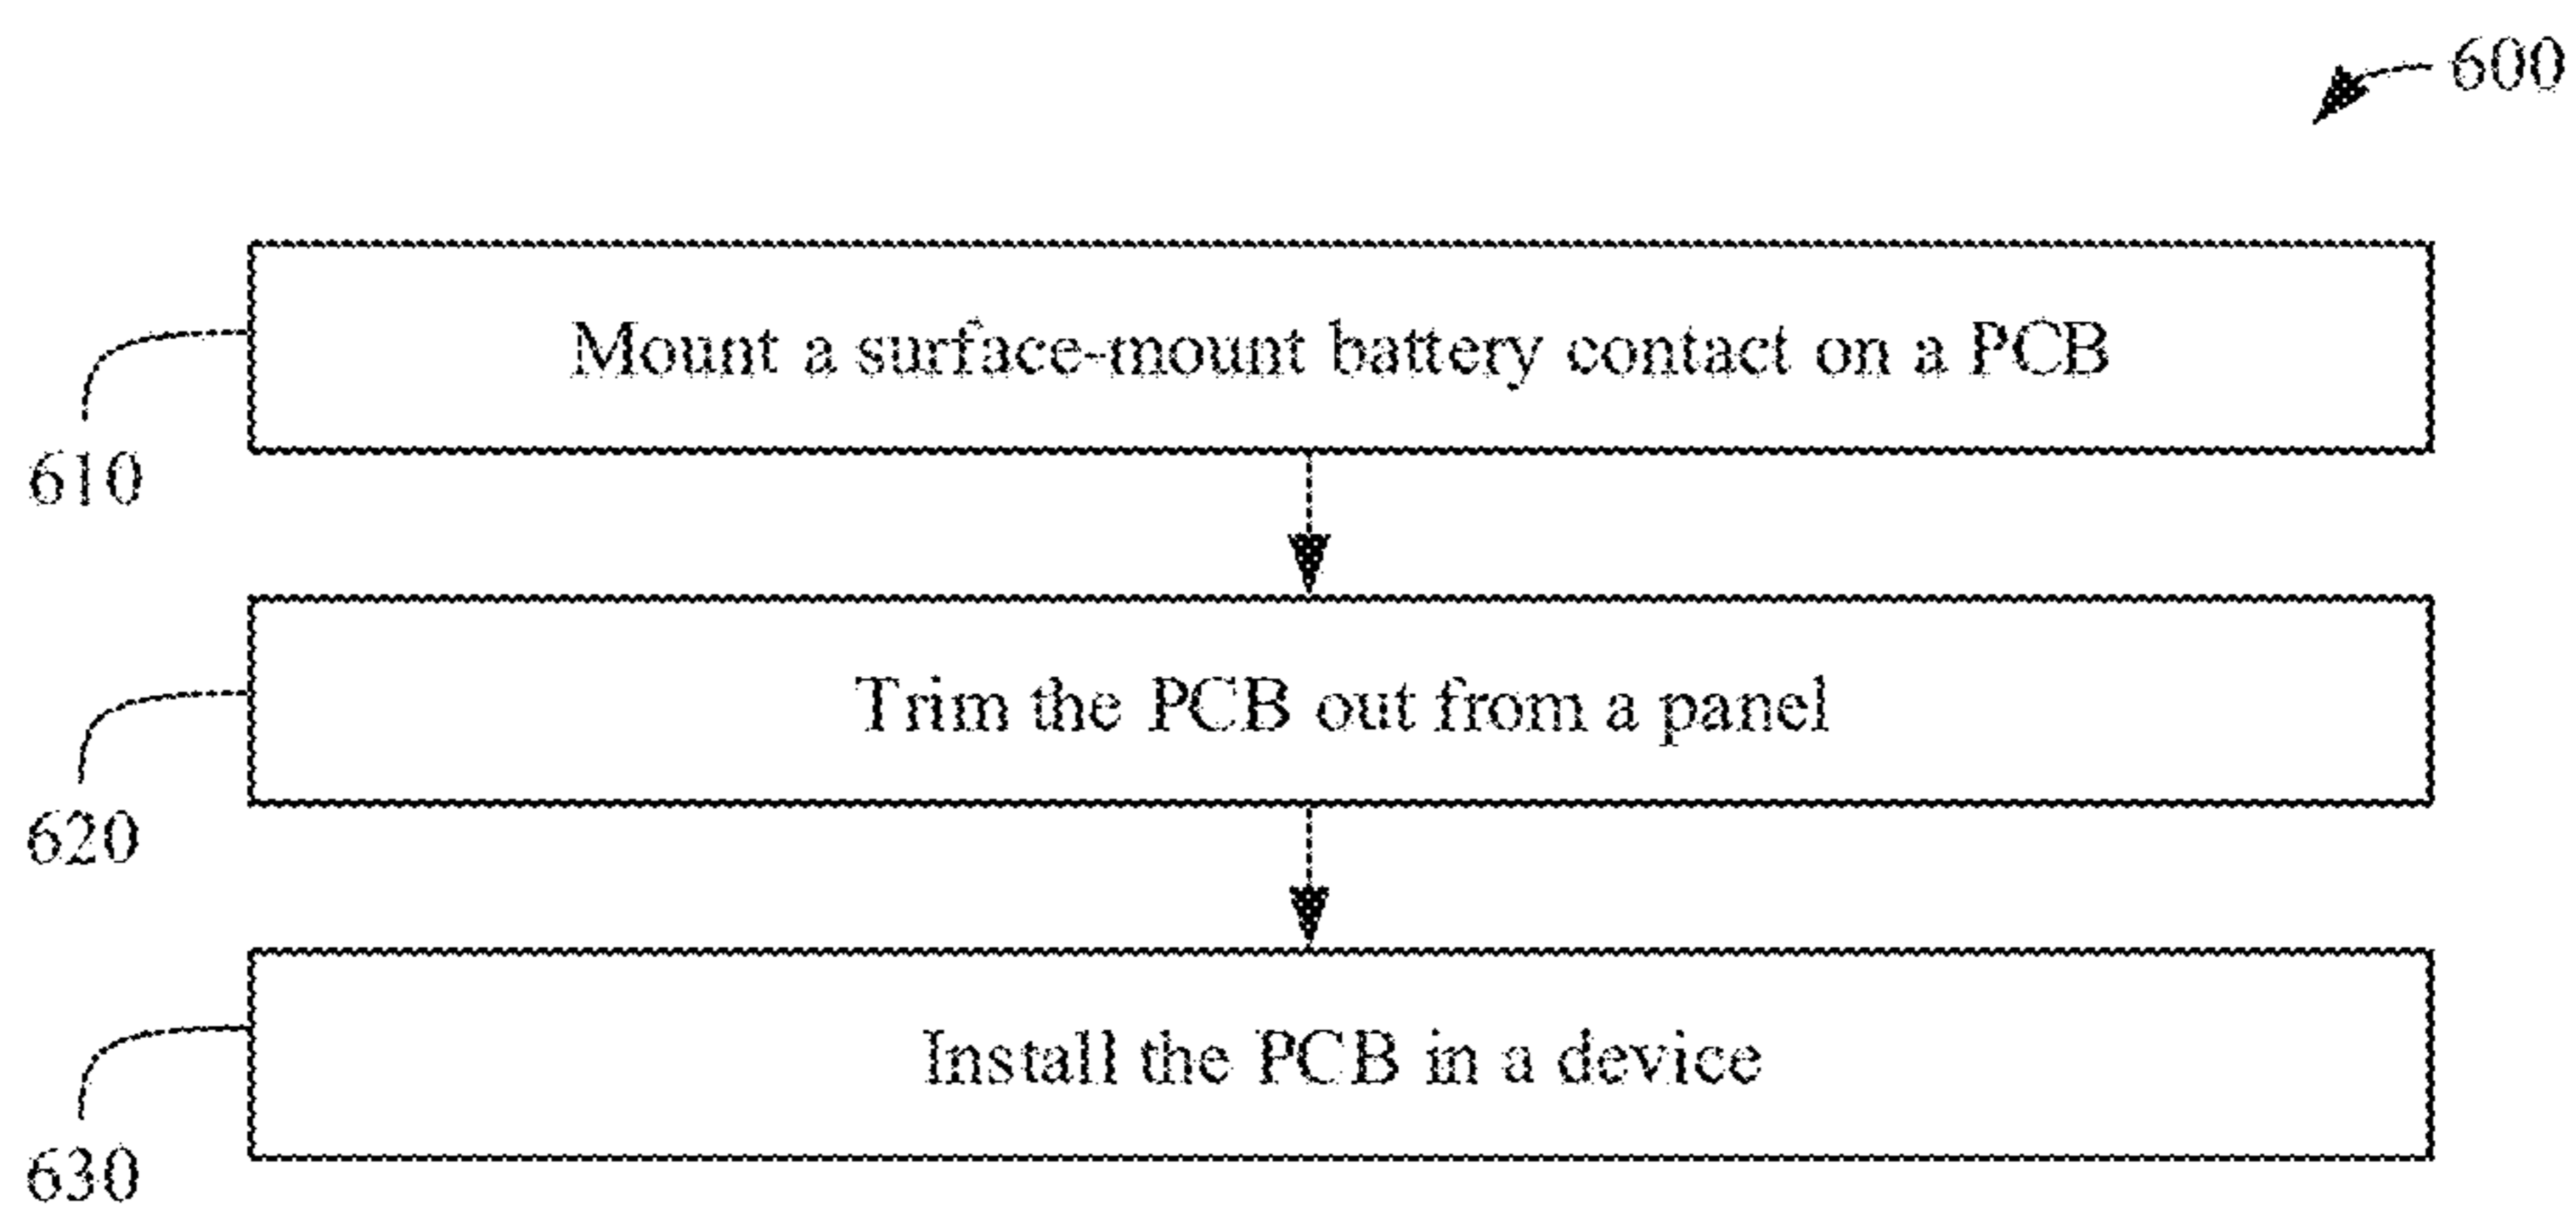 600
Mount a surface-mount battery contact on a PCB
610
Trim the PCB out from a panel
620
Install the PCB in a device
630